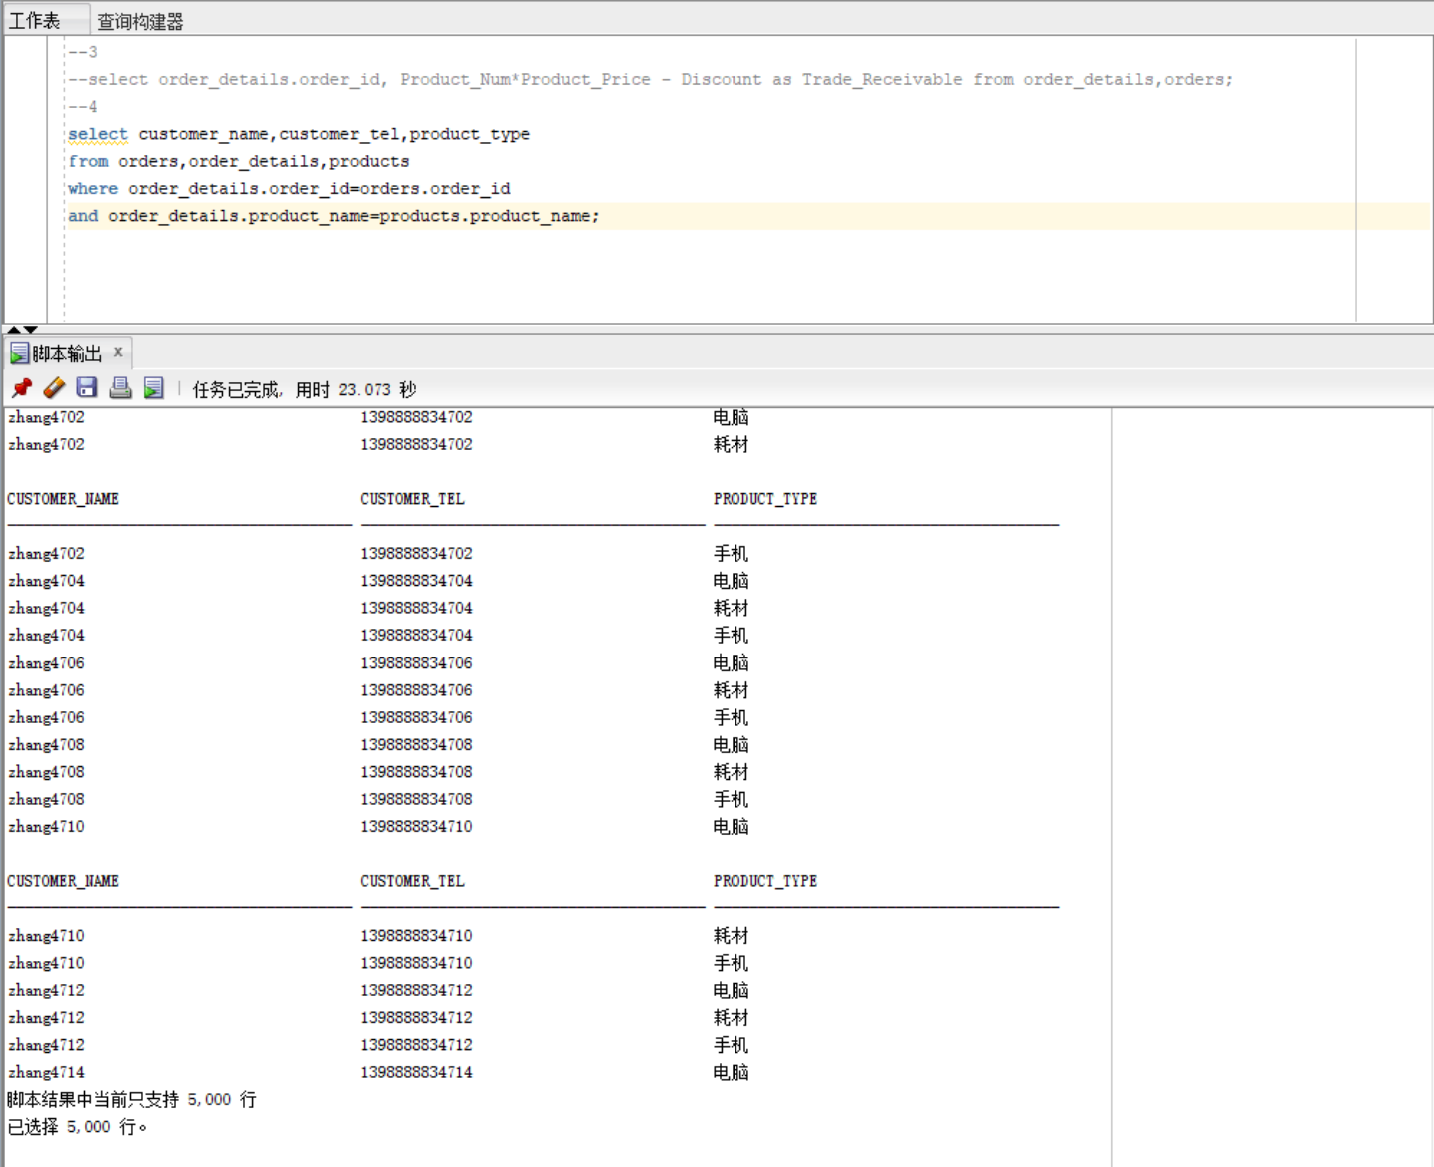 工作表 查询构建器
--3
--select order_details.order_id, Product_Num*Product_Price - Discount as Trade_Receivable from order_details,orders;
--4
select customer_name,customer_tel,product_type
from orders,order_details,products
where order_details.order_id=orders.order_id
and order_details.product_name=products.product_name;
脚本输出 x
任务已完成, 用时 23.073 秒
zhang4702 1398888834702 电脑
zhang4702 1398888834702 耗材
CUSTOMER_NAME CUSTOMER_TEL PRODUCT_TYPE
zhang4702 1398888834702 手机
zhang4704 1398888834704 电脑
zhang4704 1398888834704 耗材
zhang4704 1398888834704 手机
zhang4706 1398888834706 电脑
zhang4706 1398888834706 耗材
zhang4706 1398888834706 手机
zhang4708 1398888834708 电脑
zhang4708 1398888834708 耗材
zhang4708 1398888834708 手机
zhang4710 1398888834710 电脑
CUSTOMER_NAME CUSTOMER_TEL PRODUCT_TYPE
zhang4710 1398888834710 耗材
zhang4710 1398888834710 手机
zhang4712 1398888834712 电脑
zhang4712 1398888834712 耗材
zhang4712 1398888834712 手机
zhang4714 1398888834714 电脑
脚本结果中当前只支持 5,000 行
已选择 5,000 行。